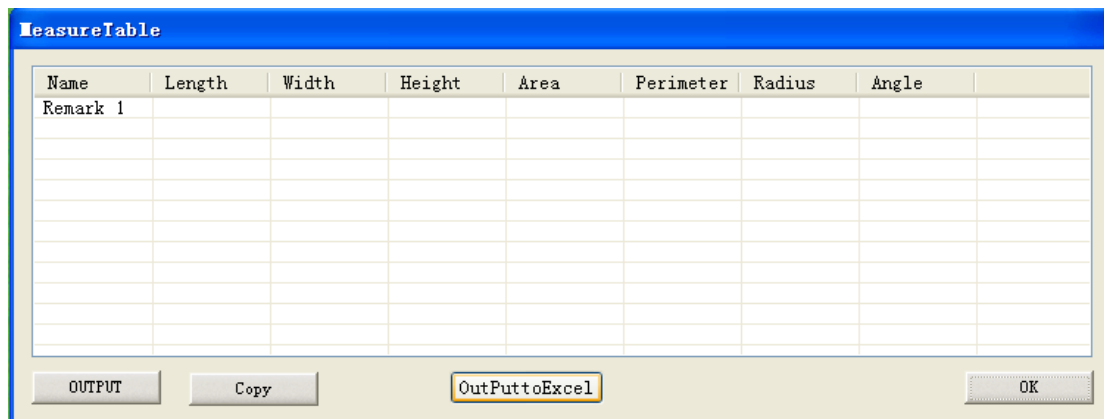 MeasureTable
Name Length Width Height Area Perimeter Radius Angle
Remark 1
OUTPUT Copy OutPuttoExcel OK